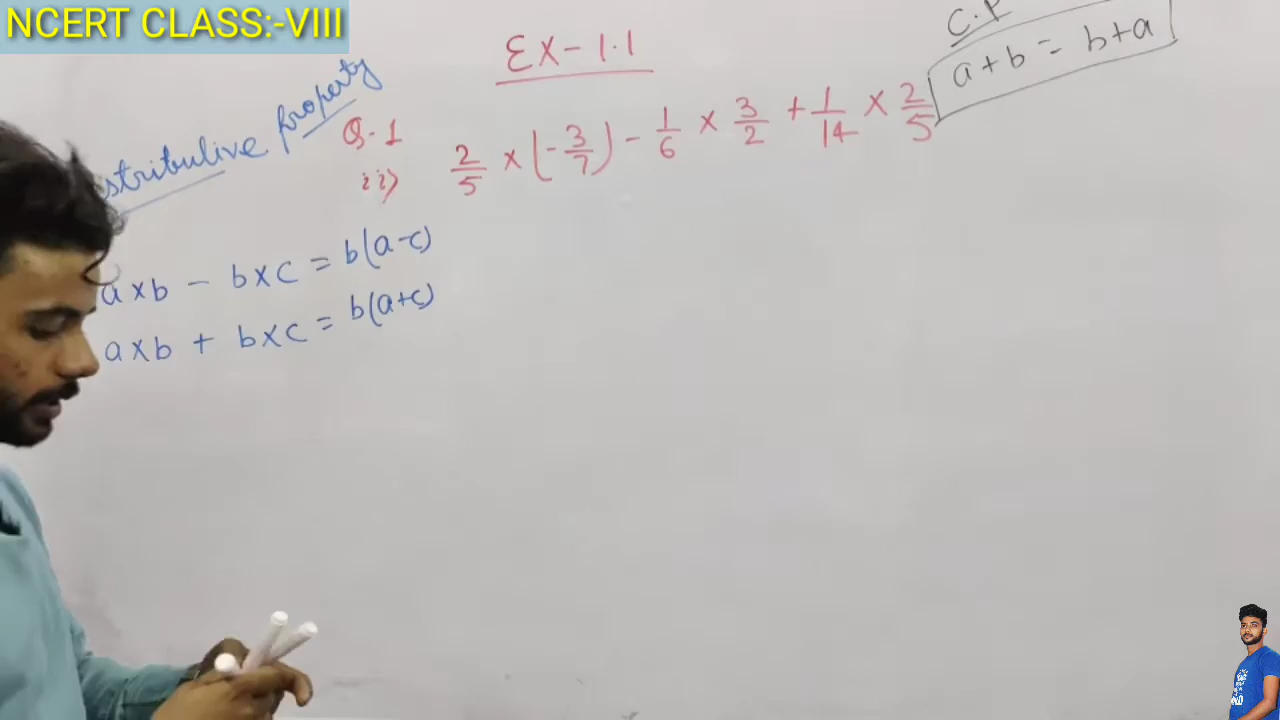 NCERT CLASS:-VIII
EX-1.1
C.P
a+b = b+a
stributive property
Q.1
ii) 2/5 × (-3/7) - 1/6 × 3/2 + 1/14 × 2/5
a×b - b×c = b(a-c)
a×b + b×c = b(a+c)